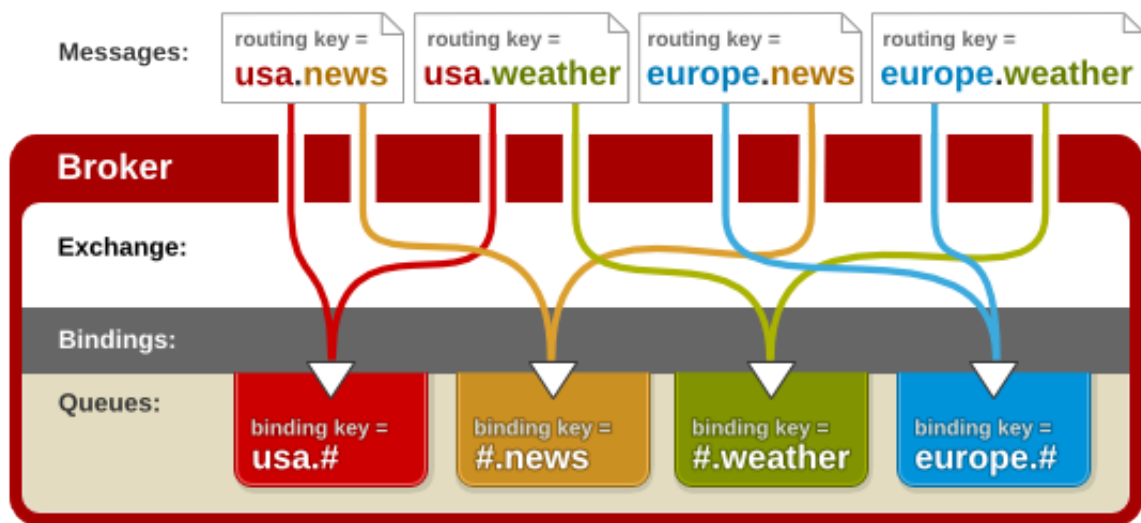 Messages:
routing key =
usa.news
routing key =
usa.weather
routing key =
europe.news
routing key =
europe.weather
Broker
Exchange:
Bindings:
Queues:
binding key =
usa.#
binding key =
#.news
binding key =
#.weather
binding key =
europe.#